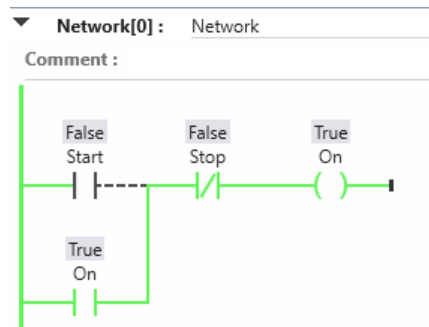 Network[0] : Network
Comment :
False False True
Start Stop On
True
On